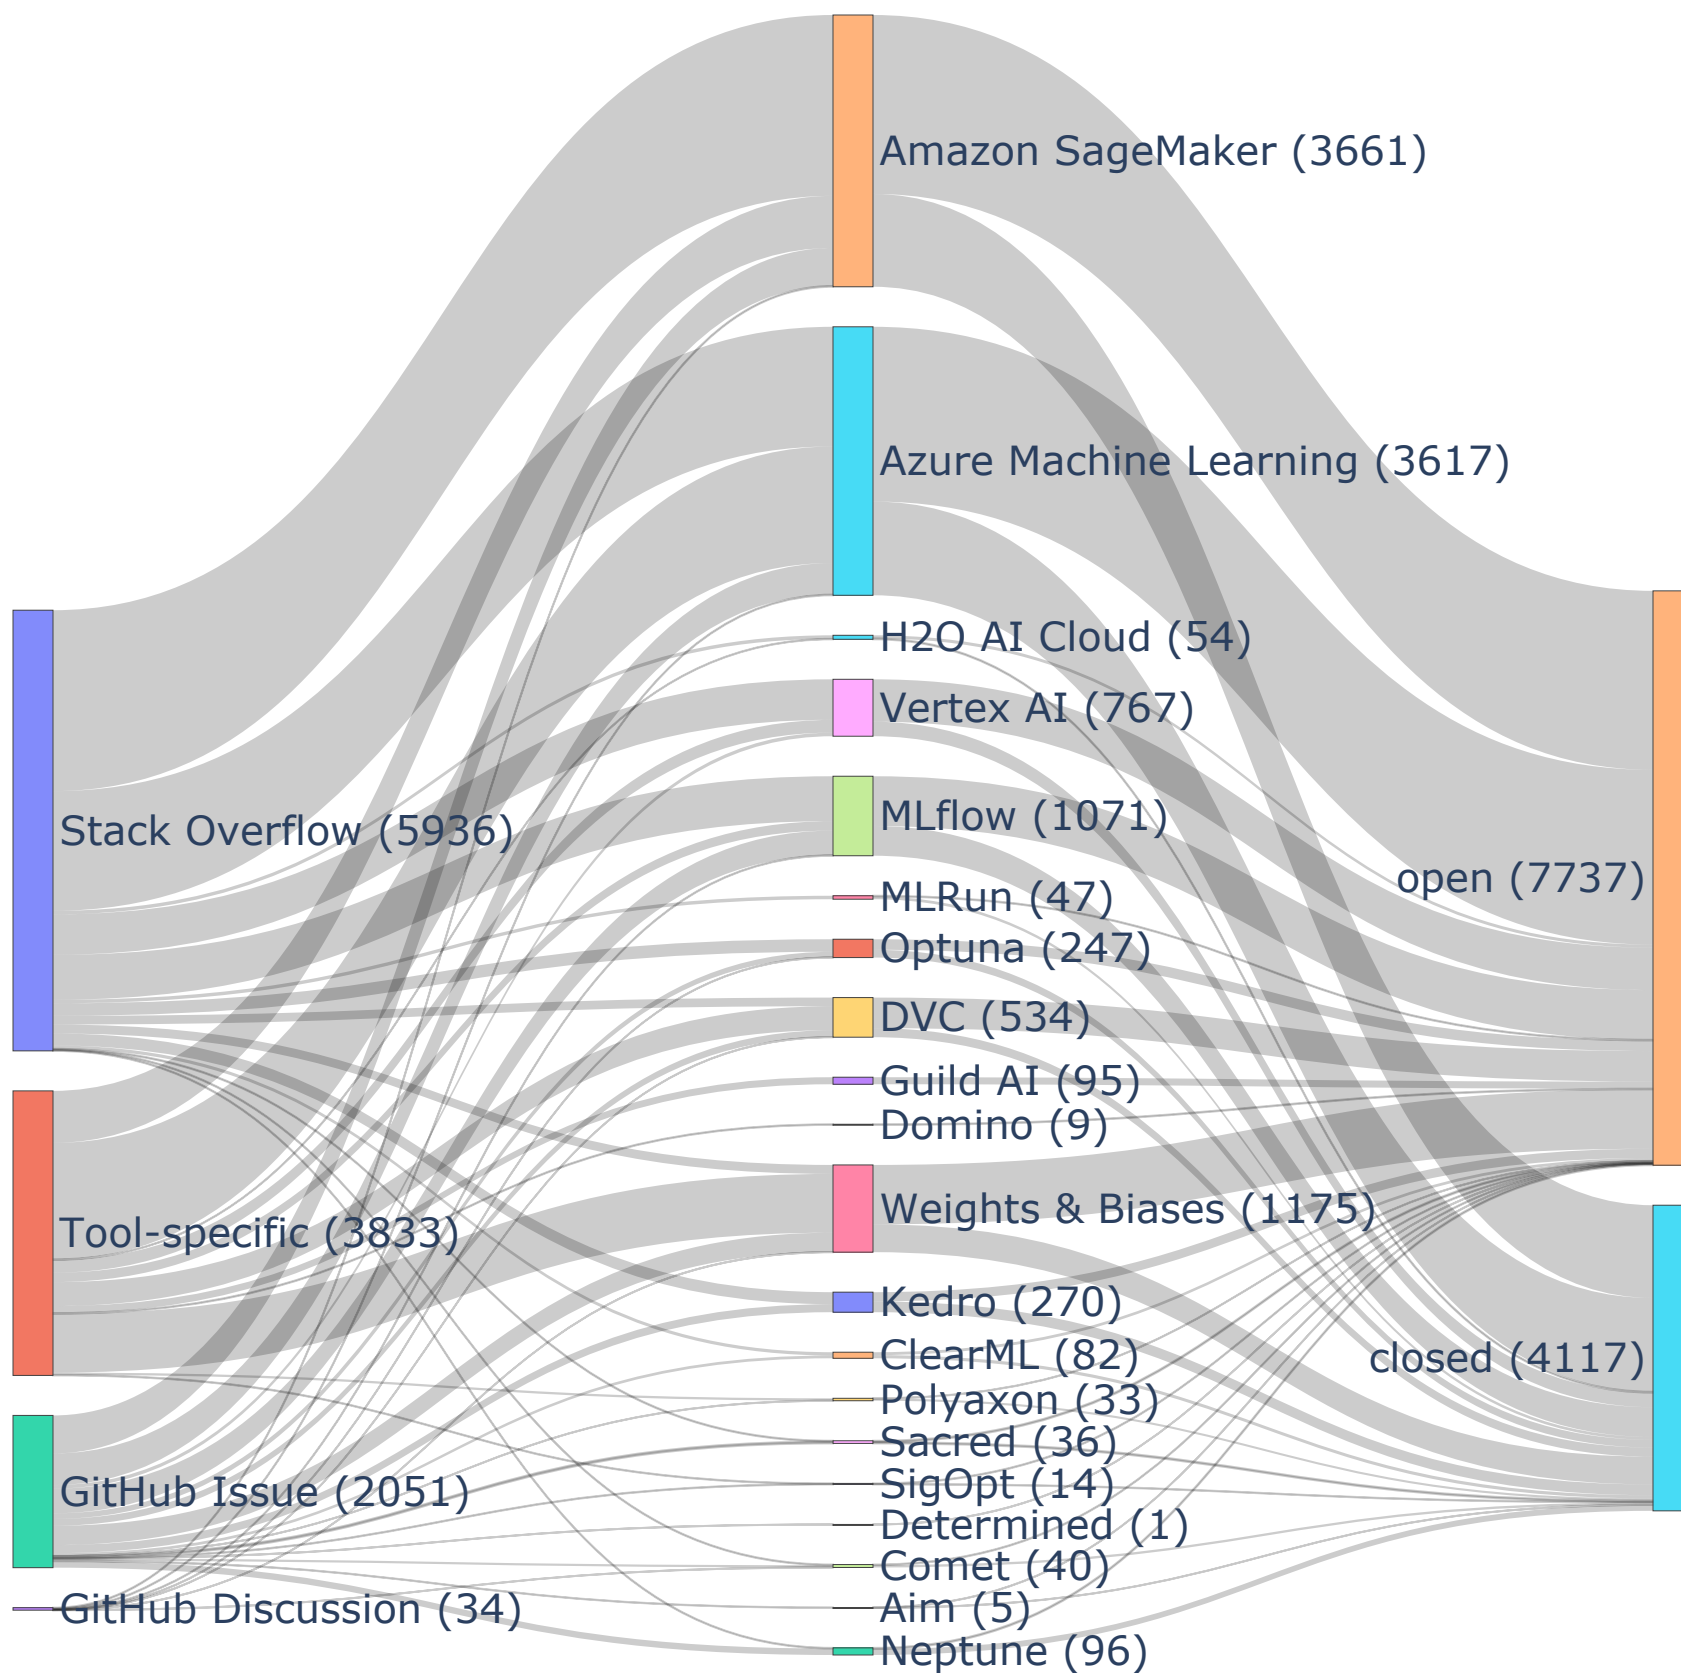 Stack Overflow (5936)
Tool-specific (3833)
GitHub Issue (2051)
GitHub Discussion (34)
Amazon SageMaker (3661)
Azure Machine Learning (3617)
H2O AI Cloud (54)
Vertex AI (767)
MLflow (1071)
MLRun (47)
Optuna (247)
DVC (534)
Guild AI (95)
Domino (9)
Weights & Biases (1175)
Kedro (270)
ClearML (82)
Polyaxon (33)
Sacred (36)
SigOpt (14)
Determined (1)
Comet (40)
Aim (5)
Neptune (96)
open (7737)
closed (4117)